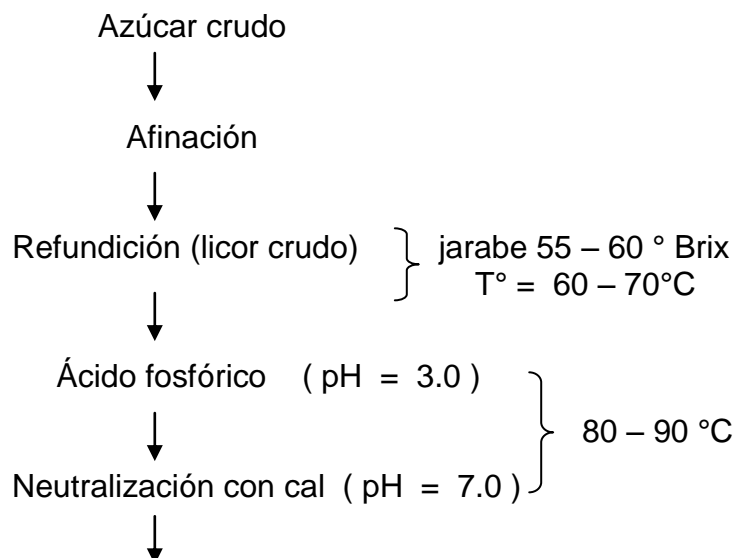 Azúcar crudo
Afinación
Refundición (licor crudo) jarabe 55 – 60 ° Brix
T° = 60 – 70°C
Ácido fosfórico ( pH = 3.0 )
80 – 90 °C
Neutralización con cal ( pH = 7.0 )